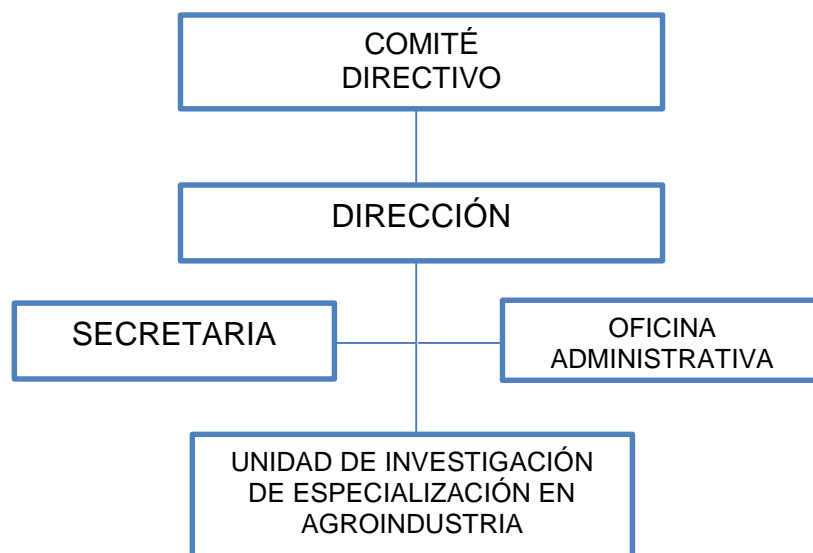 COMITÉ
DIRECTIVO
DIRECCIÓN
SECRETARIA
OFICINA
ADMINISTRATIVA
UNIDAD DE INVESTIGACIÓN
DE ESPECIALIZACIÓN EN
AGROINDUSTRIA